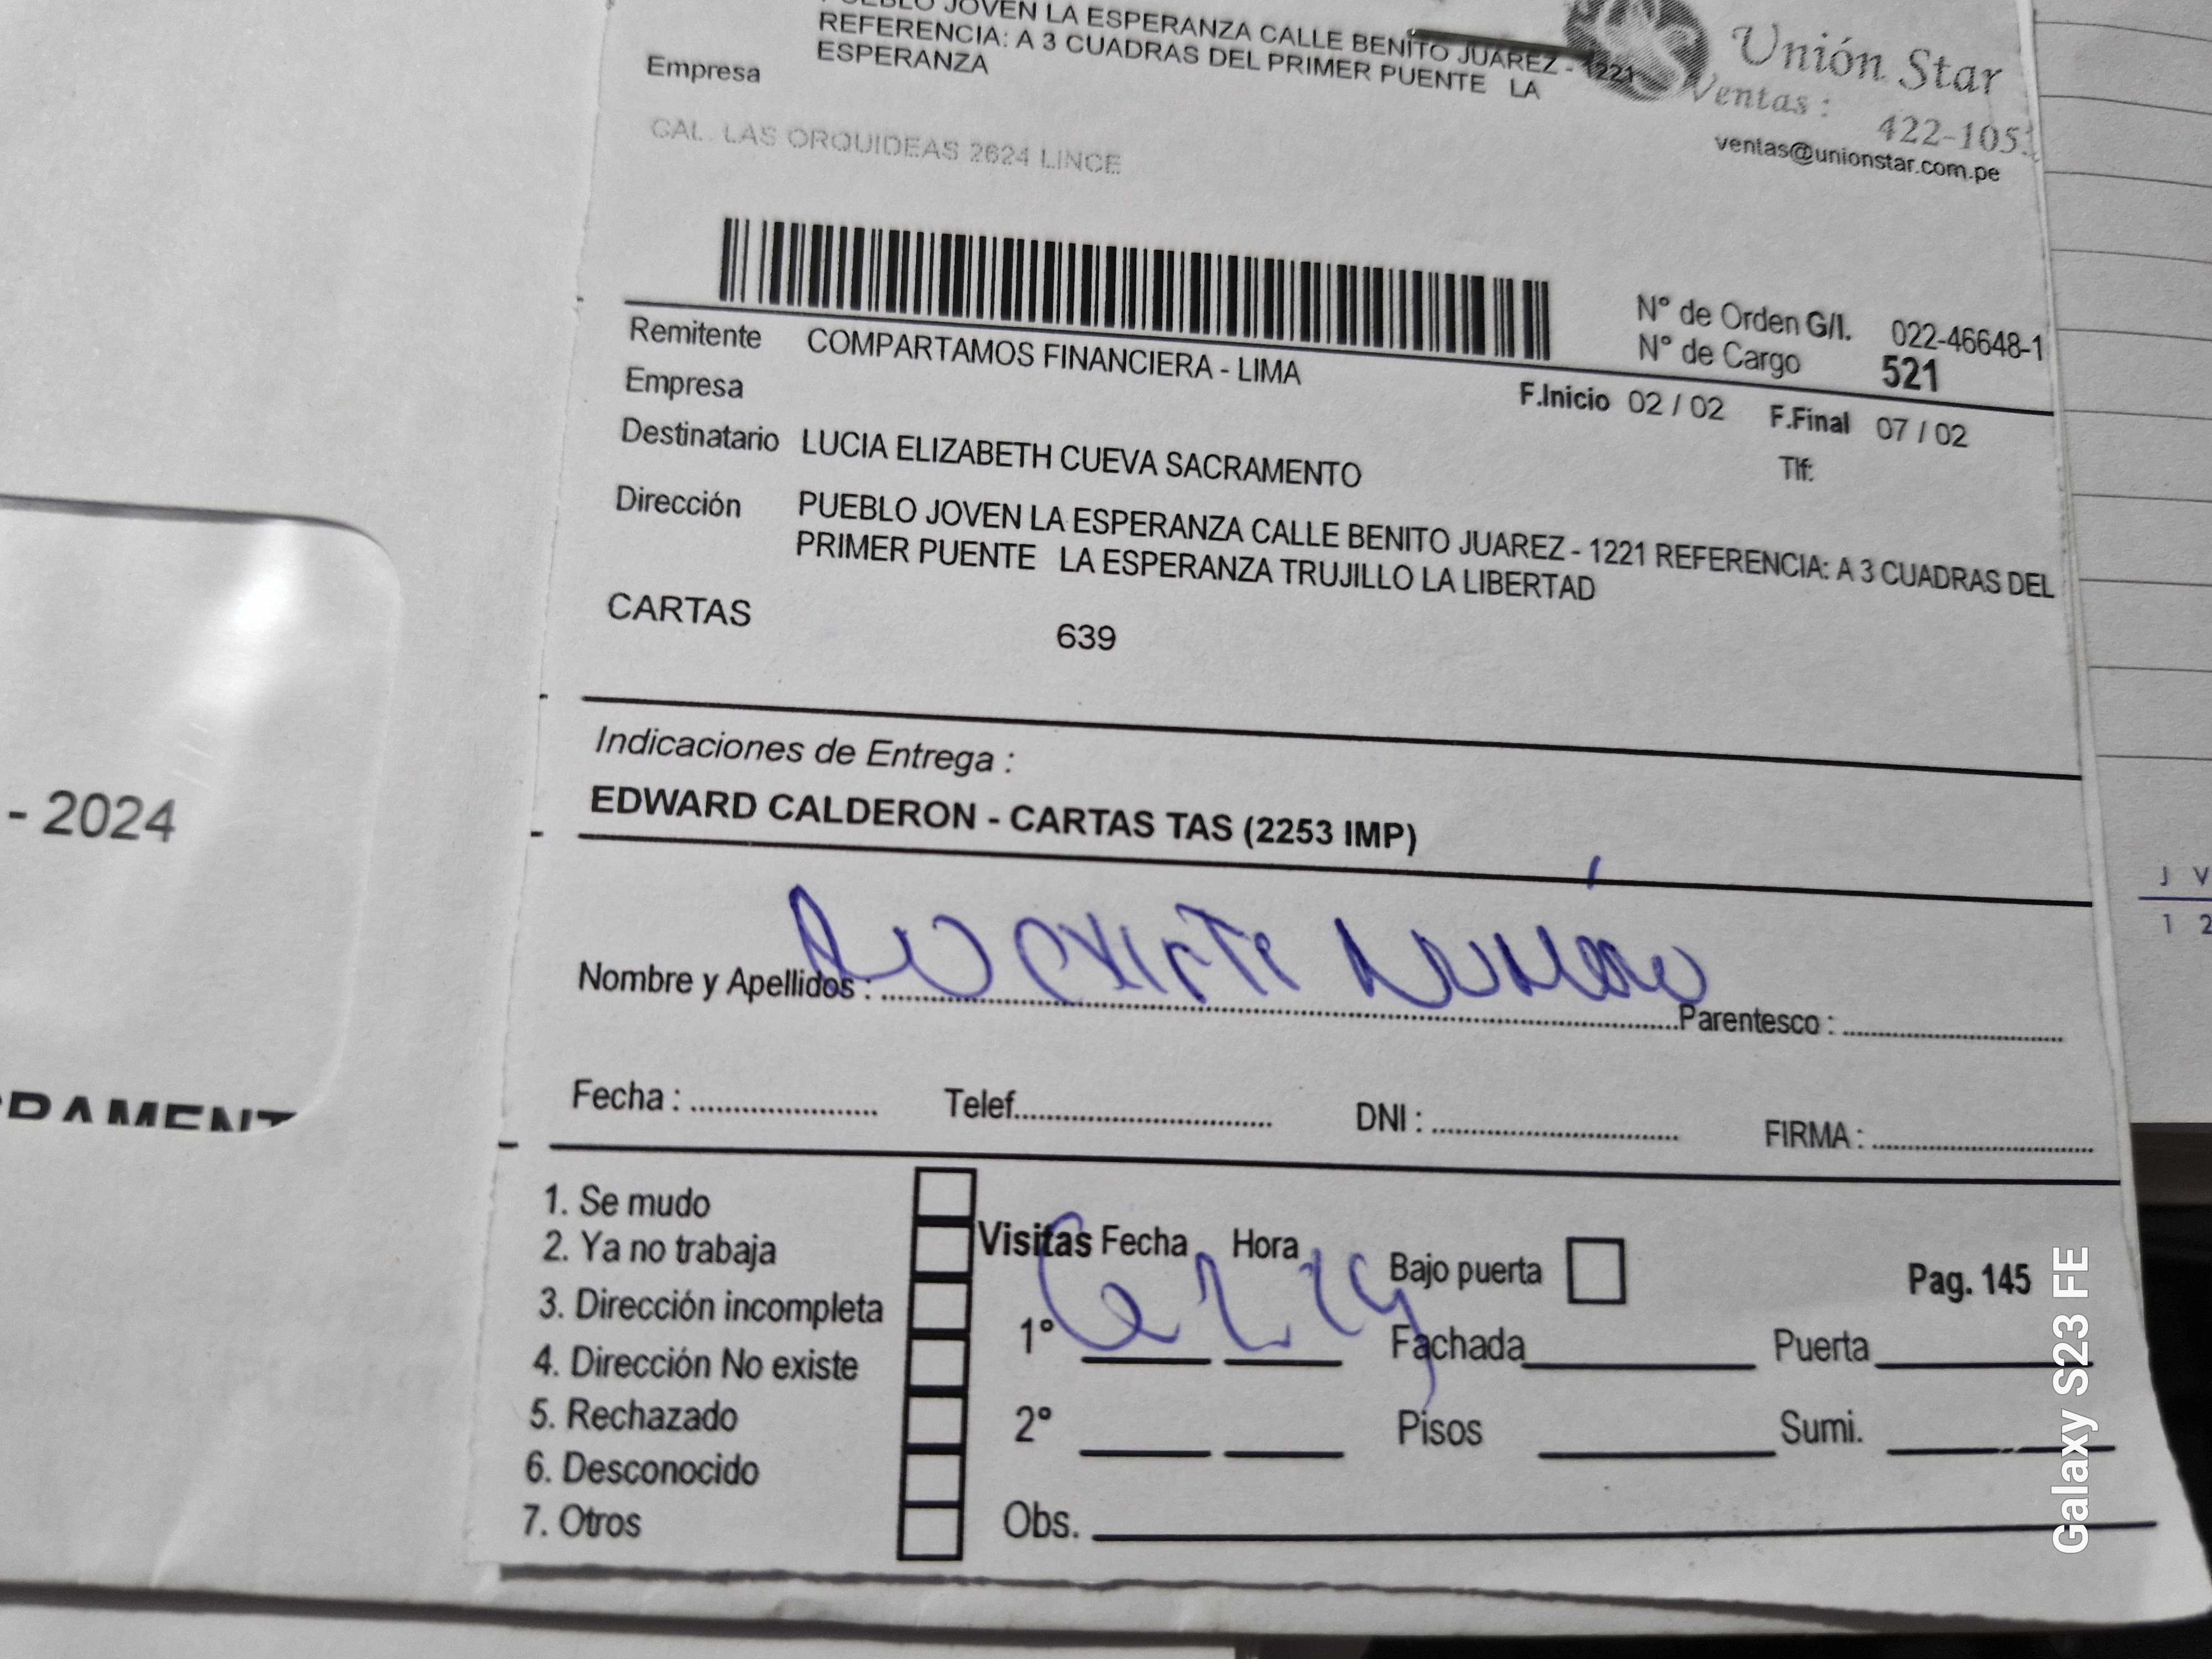 PUEBLO JOVEN LA ESPERANZA CALLE BENITO JUAREZ - 1221
REFERENCIA: A 3 CUADRAS DEL PRIMER PUENTE LA
ESPERANZA
Empresa
CAL. LAS ORQUIDEAS 2624 LINCE
Unión Star
Ventas :
422-105
ventas@unionstar.com.pe
N° de Orden G/I. 022-46648-1
N° de Cargo 521
Remitente COMPARTAMOS FINANCIERA - LIMA
Empresa
F.Inicio 02 / 02 F.Final 07 / 02
Destinatario LUCIA ELIZABETH CUEVA SACRAMENTO
Tlf:
Dirección PUEBLO JOVEN LA ESPERANZA CALLE BENITO JUAREZ - 1221 REFERENCIA: A 3 CUADRAS DEL
PRIMER PUENTE LA ESPERANZA TRUJILLO LA LIBERTAD
CARTAS 639
Indicaciones de Entrega :
EDWARD CALDERON - CARTAS TAS (2253 IMP)
- 2024
No existe número
Nombre y Apellidos : Parentesco :
RAMENT
Fecha : Telef. DNI : FIRMA :
1. Se mudo
2. Ya no trabaja
3. Dirección incompleta
4. Dirección No existe
5. Rechazado
6. Desconocido
7. Otros
Visitas Fecha Hora
1°
2°
Obs.
Bajo puerta
Fachada Puerta
Pisos Sumi.
Pag. 145
J V
1 2
Galaxy S23 FE